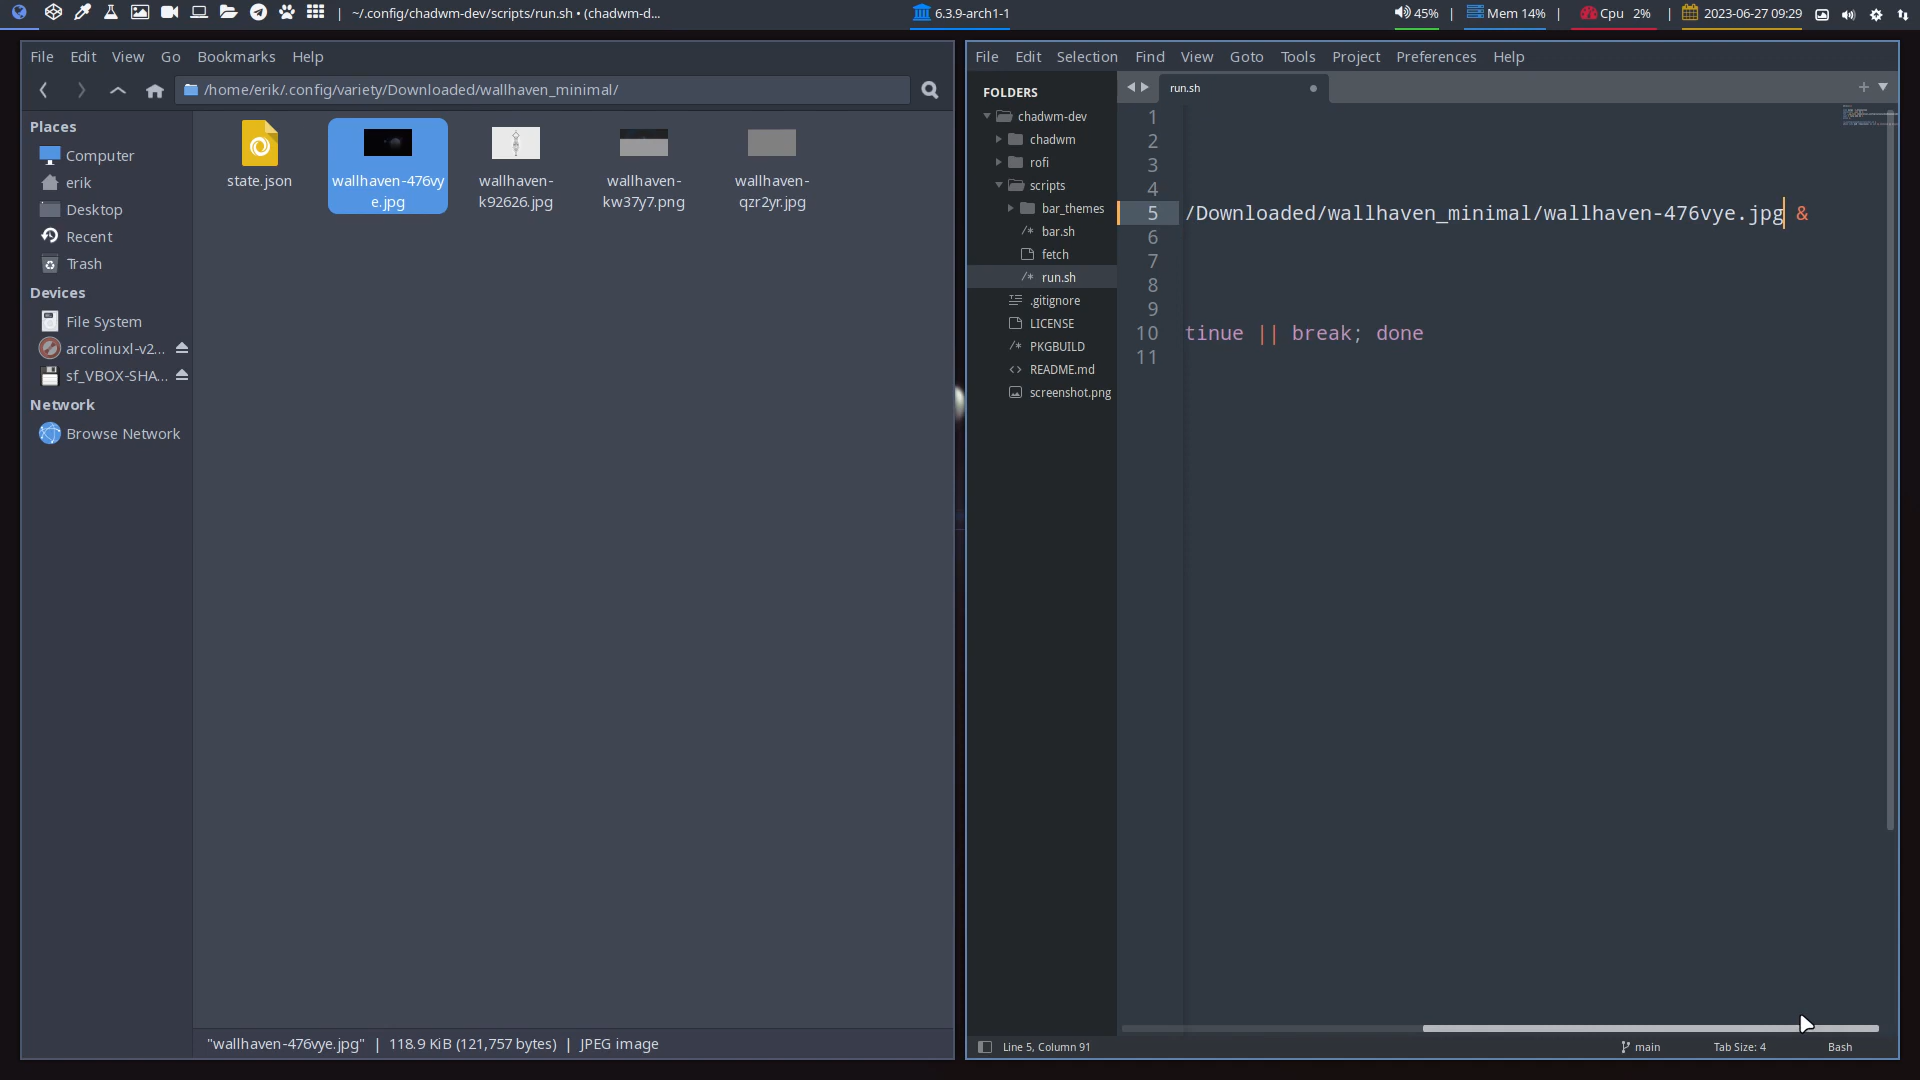 | ~/.config/chadwm-dev/scripts/run.sh • (chadwm-d...
6.3.9-arch1-1
45% | Mem 14% | Cpu 2% | 2023-06-27 09:29
File Edit View Go Bookmarks Help
/home/erik/.config/variety/Downloaded/wallhaven_minimal/
Places
Computer
erik
Desktop
Recent
Trash
Devices
File System
arcolinuxl-v2...
sf_VBOX-SHA...
Network
Browse Network
state.json
wallhaven-476vy
e.jpg
wallhaven-
k92626.jpg
wallhaven-
kw37y7.png
wallhaven-
qzr2yr.jpg
"wallhaven-476vye.jpg" | 118.9 KiB (121,757 bytes) | JPEG image
File Edit Selection Find View Goto Tools Project Preferences Help
FOLDERS
chadwm-dev
chadwm
rofi
scripts
bar_themes
/* bar.sh
fetch
/* run.sh
.gitignore
LICENSE
/* PKGBUILD
<> README.md
screenshot.png
run.sh
1
2
3
4
5 /Downloaded/wallhaven_minimal/wallhaven-476vye.jpg &
6
7
8
9
10 tinue || break; done
11
Line 5, Column 91
main
Tab Size: 4
Bash